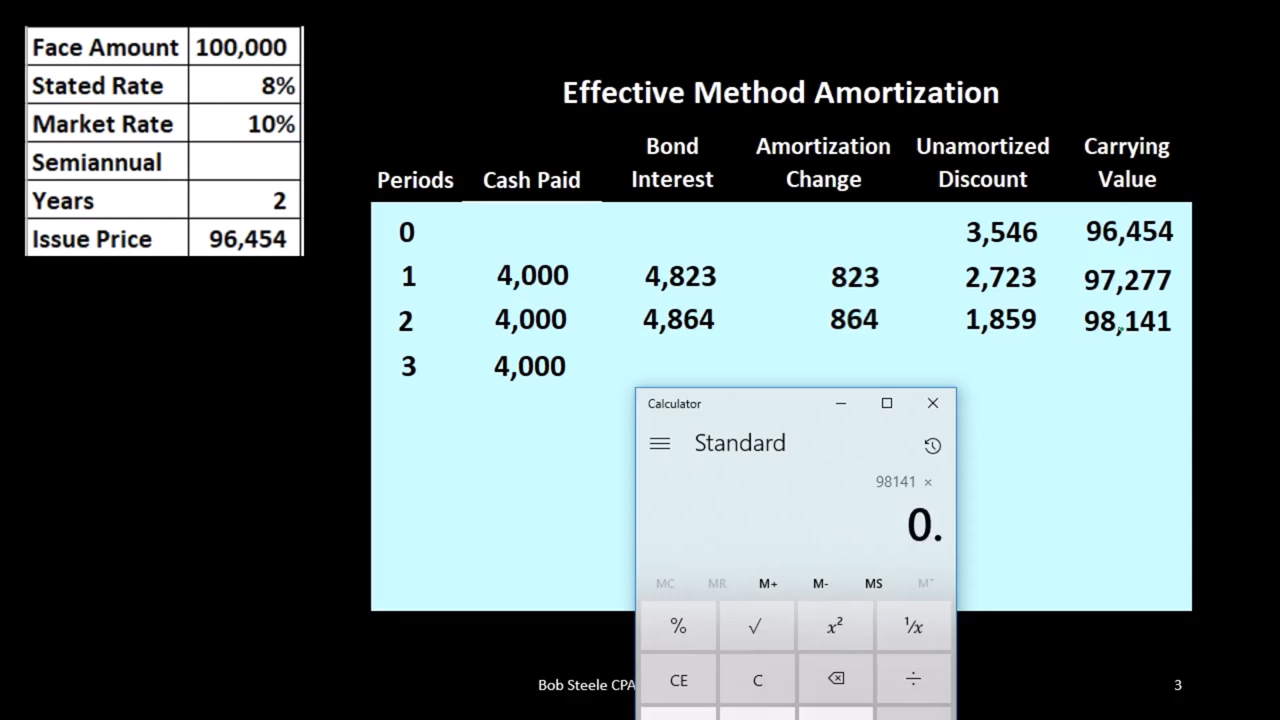 Face Amount 100,000
Stated Rate 8%
Market Rate 10%
Semiannual
Years 2
Issue Price 96,454
Effective Method Amortization
Periods Cash Paid Bond Interest Amortization Change Unamortized Discount Carrying Value
0 3,546 96,454
1 4,000 4,823 823 2,723 97,277
2 4,000 4,864 864 1,859 98,141
3 4,000
Calculator
Standard
98141 ×
0.
MC MR M+ M- MS M˅
% √ x² ¹/x
CE C ÷
Bob Steele CPA
3